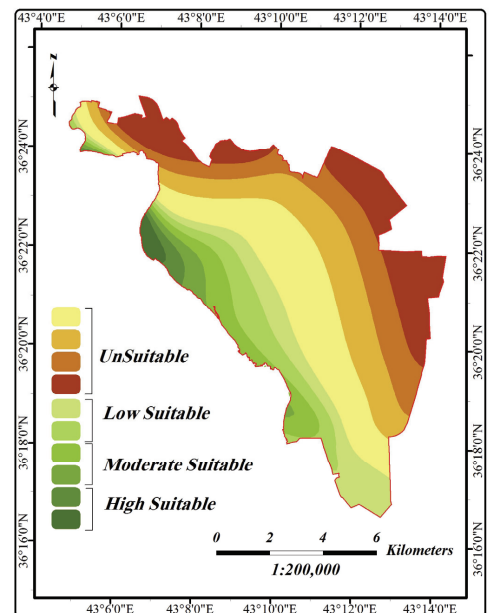 43°4'0"E 43°6'0"E 43°8'0"E 43°10'0"E 43°12'0"E 43°14'0"E
z
36°24'0"N 36°24'0"N
36°22'0"N 36°22'0"N
36°20'0"N 36°20'0"N
36°18'0"N 36°18'0"N
36°16'0"N 36°16'0"N
UnSuitable
Low Suitable
Moderate Suitable
High Suitable
0 2 4 6
Kilometers
1:200,000
43°6'0"E 43°8'0"E 43°10'0"E 43°12'0"E 43°14'0"E